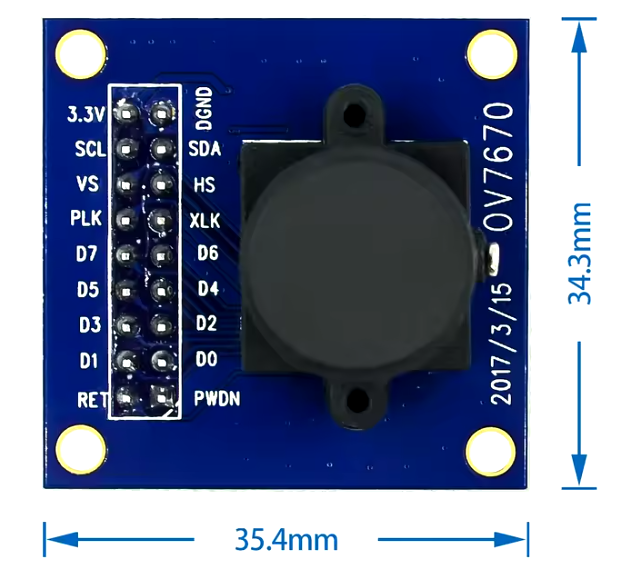 3.3V DGND
SCL SDA
VS HS
PLK XLK
D7 D6
D5 D4
D3 D2
D1 D0
RET PWDN
OV7670
2017/3/15
34.3mm
35.4mm